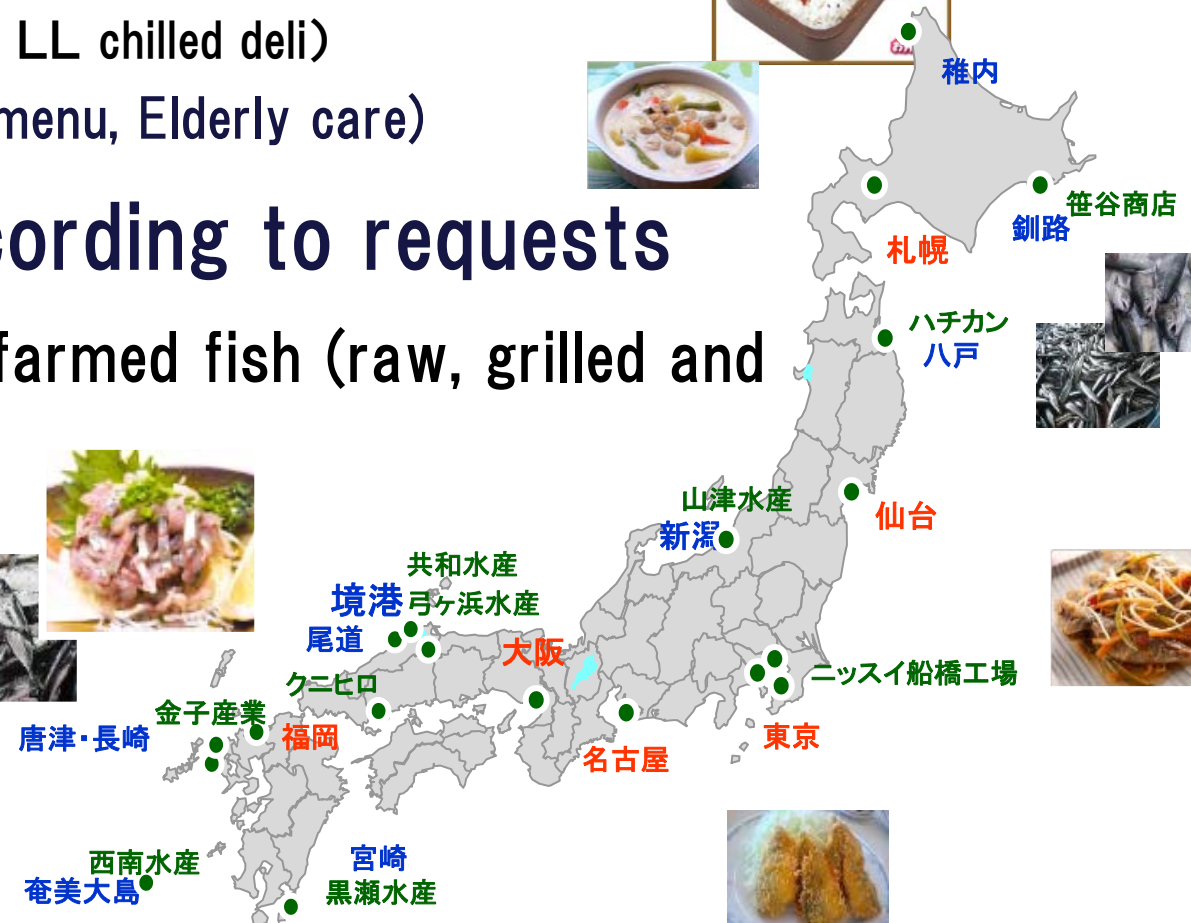 LL chilled deli)
menu, Elderly care)
cording to requests
farmed fish (raw, grilled and
稚内
笹谷商店
釧路
札幌
ハチカン
八戸
山津水産
新潟
仙台
共和水産
境港
弓ヶ浜水産
尾道
大阪
クニヒロ
ニッスイ船橋工場
金子産業
唐津・長崎
福岡
東京
名古屋
西南水産
奄美大島
宮崎
黒瀬水産